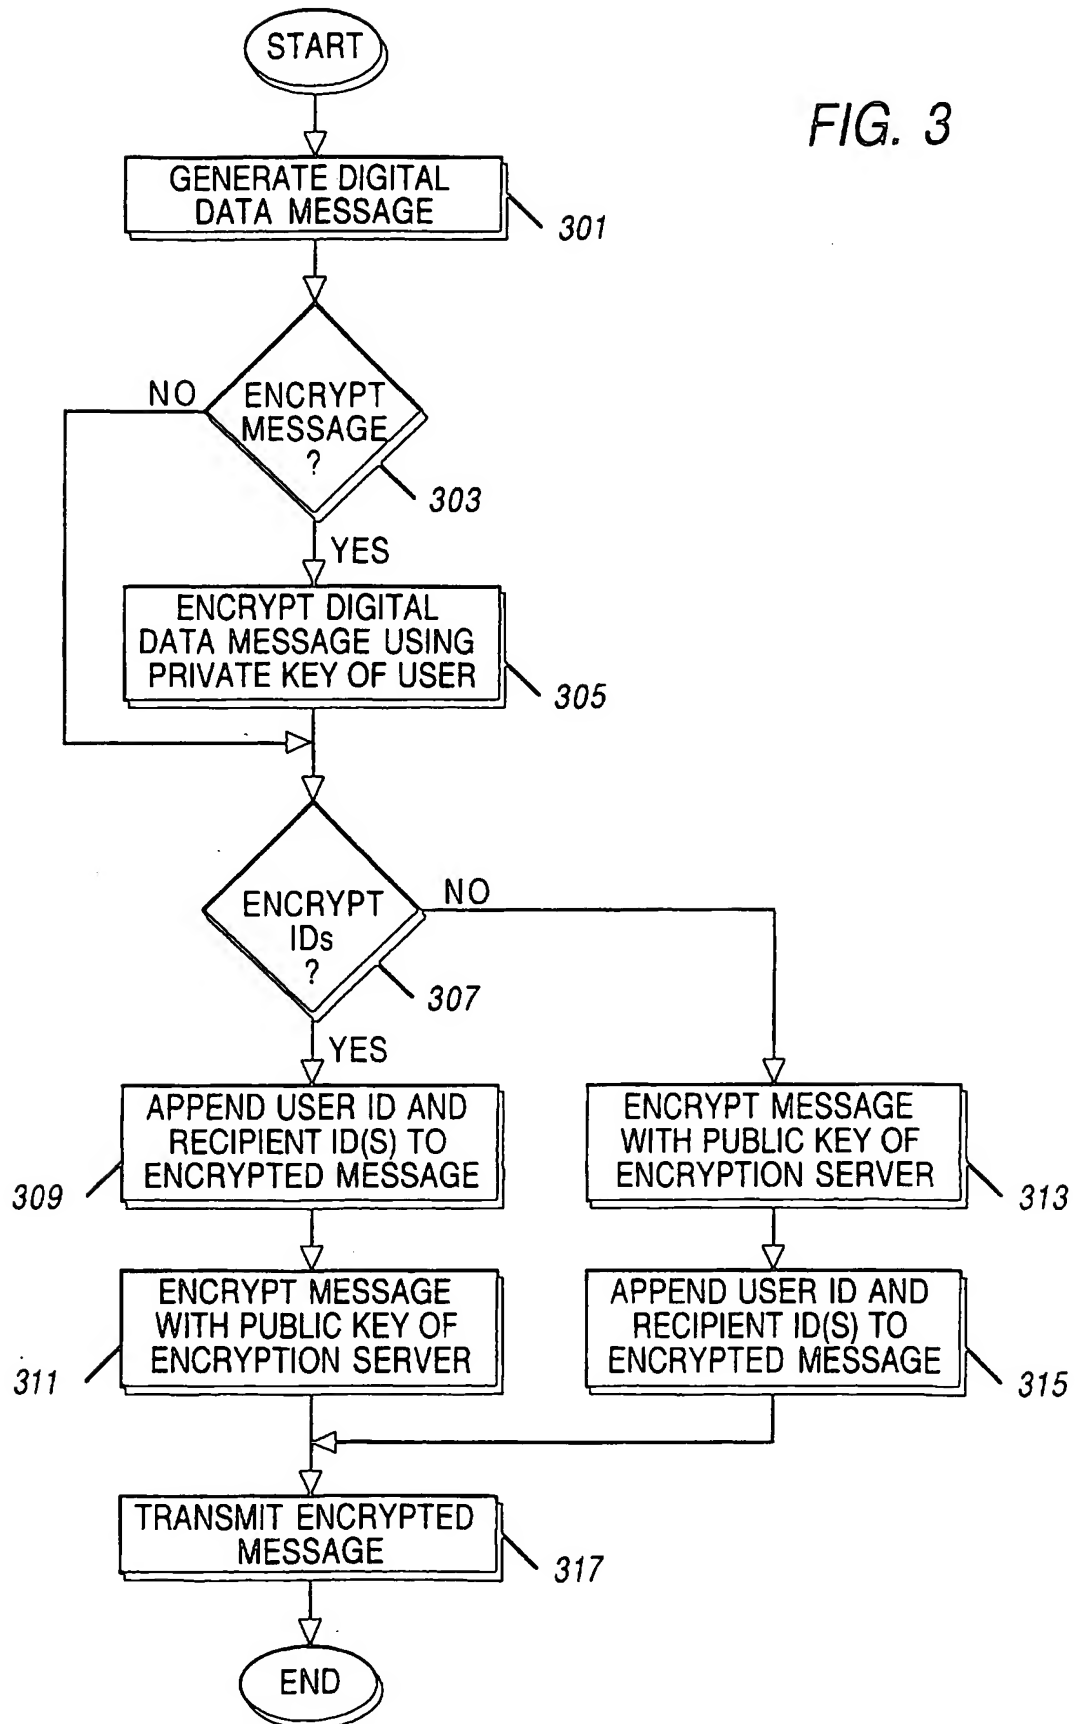 START
FIG. 3
GENERATE DIGITAL
DATA MESSAGE
301
NO
ENCRYPT
MESSAGE
?
303
YES
ENCRYPT DIGITAL
DATA MESSAGE USING
PRIVATE KEY OF USER
305
ENCRYPT
IDs
?
NO
307
YES
APPEND USER ID AND
RECIPIENT ID(S) TO
ENCRYPTED MESSAGE
309
ENCRYPT MESSAGE
WITH PUBLIC KEY OF
ENCRYPTION SERVER
313
ENCRYPT MESSAGE
WITH PUBLIC KEY OF
ENCRYPTION SERVER
311
APPEND USER ID AND
RECIPIENT ID(S) TO
ENCRYPTED MESSAGE
315
TRANSMIT ENCRYPTED
MESSAGE
317
END